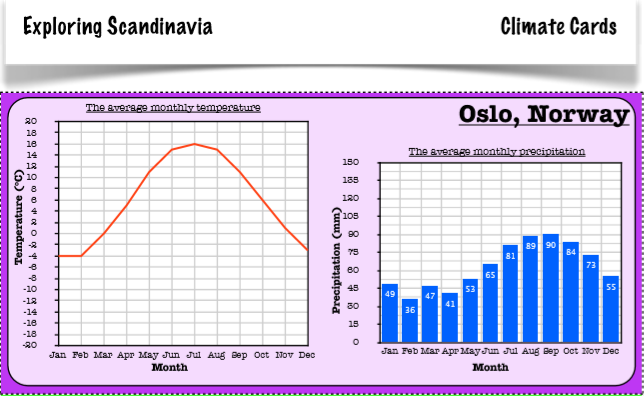 Exploring Scandinavia
Climate Cards
Oslo, Norway
The average monthly temperature
Temperature (°C)
20
18
16
14
12
10
8
6
4
2
0
-2
-4
-6
-8
-10
-12
-14
-16
-18
-20
Jan Feb Mar Apr May Jun Jul Aug Sep Oct Nov Dec
Month
The average monthly precipitation
Precipitation (mm)
150
135
120
105
90
75
60
45
30
15
0
49 36 47 41 53 65 81 89 90 84 73 55
Jan Feb Mar Apr May Jun Jul Aug Sep Oct Nov Dec
Month